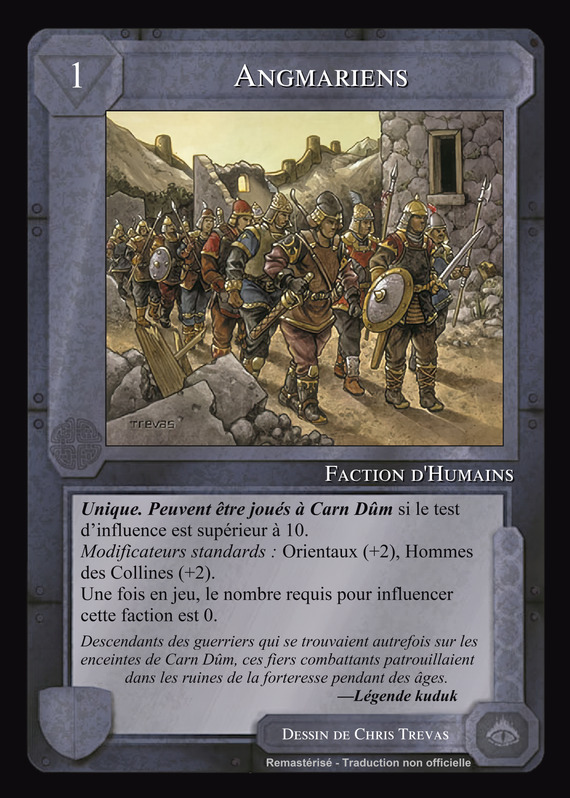 1
ANGMARIENS
TREVAS
FACTION D'HUMAINS
Unique. Peuvent être joués à Carn Dûm si le test
d'influence est supérieur à 10.
Modificateurs standards : Orientaux (+2), Hommes
des Collines (+2).
Une fois en jeu, le nombre requis pour influencer
cette faction est 0.
Descendants des guerriers qui se trouvaient autrefois sur les
enceintes de Carn Dûm, ces fiers combattants patrouillaient
dans les ruines de la forteresse pendant des âges.
—Légende kuduk
DESSIN DE CHRIS TREVAS
Remastérisé - Traduction non officielle